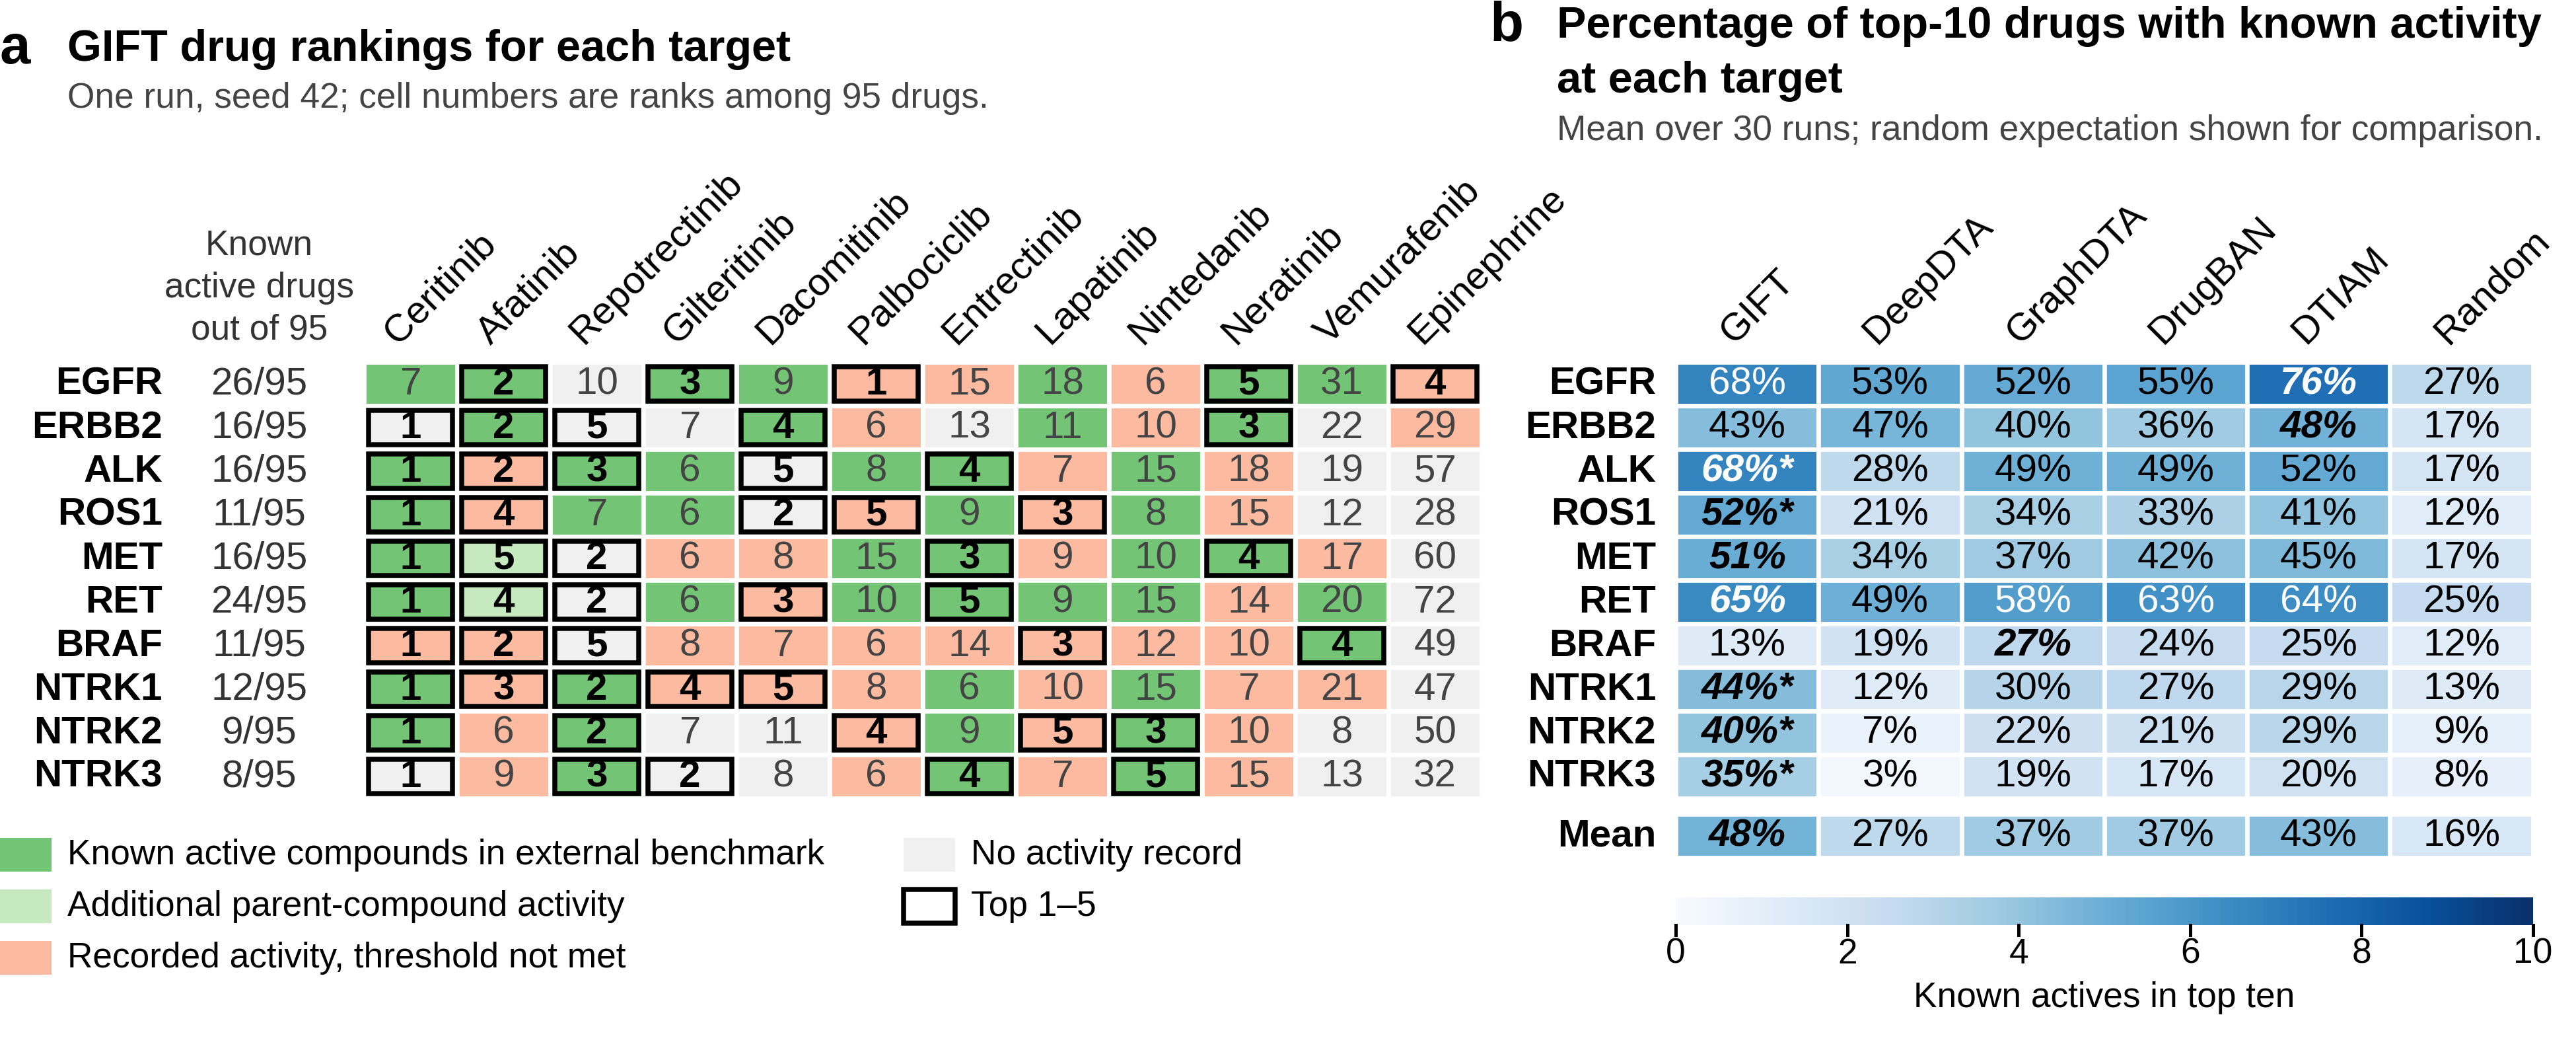 a GIFT drug rankings for each target
One run, seed 42; cell numbers are ranks among 95 drugs.
Known
active drugs
out of 95
Ceritinib
Afatinib
Repotrectinib
Gilteritinib
Dacomitinib
Palbociclib
Entrectinib
Lapatinib
Nintedanib
Neratinib
Vemurafenib
Epinephrine
EGFR 26/95 7 2 10 3 9 1 15 18 6 5 31 4
ERBB2 16/95 1 2 5 7 4 6 13 11 10 3 22 29
ALK 16/95 1 2 3 6 5 8 4 7 15 18 19 57
ROS1 11/95 1 4 7 6 2 5 9 3 8 15 12 28
MET 16/95 1 5 2 6 8 15 3 9 10 4 17 60
RET 24/95 1 4 2 6 3 10 5 9 15 14 20 72
BRAF 11/95 1 2 5 8 7 6 14 3 12 10 4 49
NTRK1 12/95 1 3 2 4 5 8 6 10 15 7 21 47
NTRK2 9/95 1 6 2 7 11 4 9 5 3 10 8 50
NTRK3 8/95 1 9 3 2 8 6 4 7 5 15 13 32
Known active compounds in external benchmark
Additional parent-compound activity
Recorded activity, threshold not met
No activity record
Top 1–5
b Percentage of top-10 drugs with known activity
at each target
Mean over 30 runs; random expectation shown for comparison.
GIFT
DeepDTA
GraphDTA
DrugBAN
DTIAM
Random
EGFR 68% 53% 52% 55% 76% 27%
ERBB2 43% 47% 40% 36% 48% 17%
ALK 68%* 28% 49% 49% 52% 17%
ROS1 52%* 21% 34% 33% 41% 12%
MET 51% 34% 37% 42% 45% 17%
RET 65% 49% 58% 63% 64% 25%
BRAF 13% 19% 27% 24% 25% 12%
NTRK1 44%* 12% 30% 27% 29% 13%
NTRK2 40%* 7% 22% 21% 29% 9%
NTRK3 35%* 3% 19% 17% 20% 8%
Mean 48% 27% 37% 37% 43% 16%
0 2 4 6 8 10
Known actives in top ten